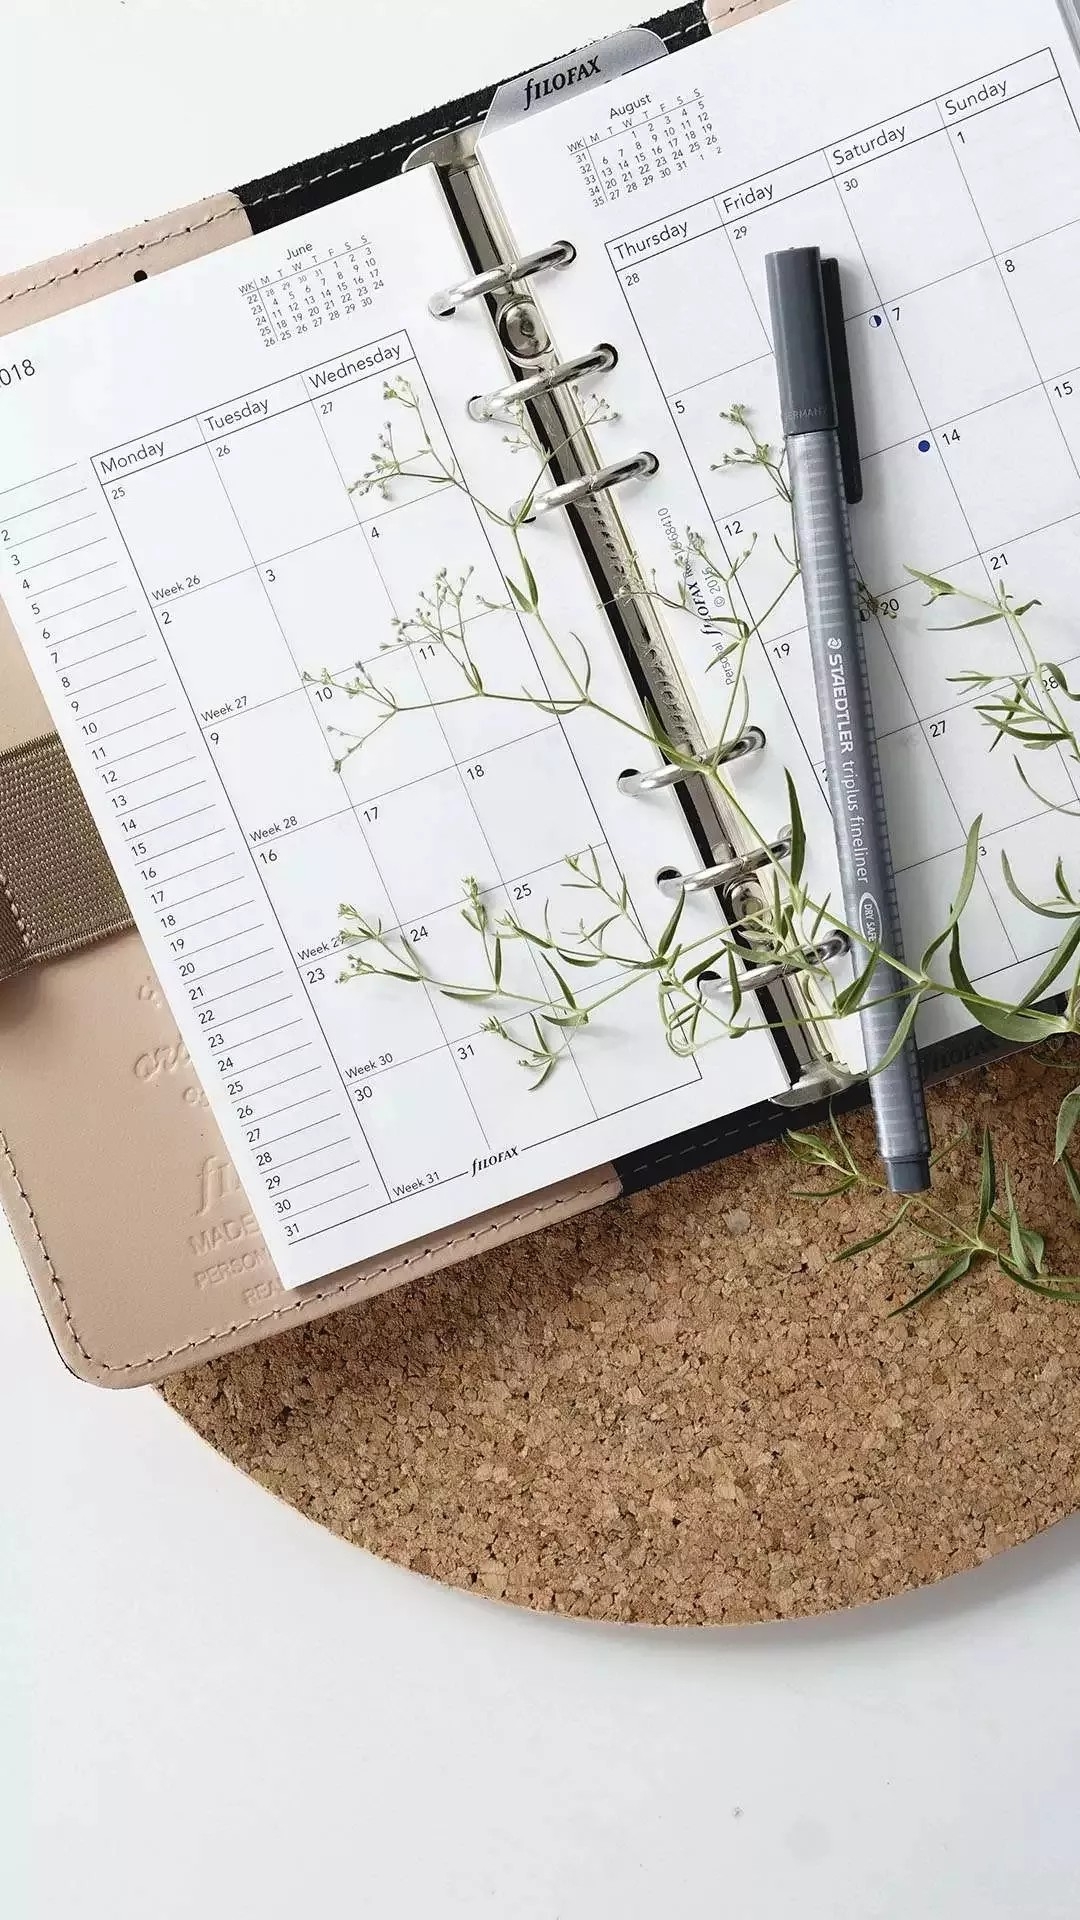 018
June
WK M T W T F S S
22 28 29 30 31 1 2 3
23 4 5 6 7 8 9 10
24 11 12 13 14 15 16 17
25 18 19 20 21 22 23 24
26 25 26 27 28 29 30
Monday Tuesday Wednesday
25 26 27
Week 26
2 3 4
Week 27
9 10 11
Week 28
16 17 18
Week 29
23 24 25
Week 30
30 31
Week 31
fILOFAX
2
3
4
5
6
7
8
9
10
11
12
13
14
15
16
17
18
19
20
21
22
23
24
25
26
27
28
29
30
31
fILOFAX
August
WK M T W T F S S
31 1 2 3 4 5
32 6 7 8 9 10 11 12
33 13 14 15 16 17 18 19
34 20 21 22 23 24 25 26
35 27 28 29 30 31 1 2
Thursday Friday Saturday Sunday
28 29 30 1
5 7 8
12 14 15
19 20 21
27 28
3
Personal fILOFAX
GERMANY
STAEDTLER triplus fineliner
DRY SAFE
MADE
PERSON
REA